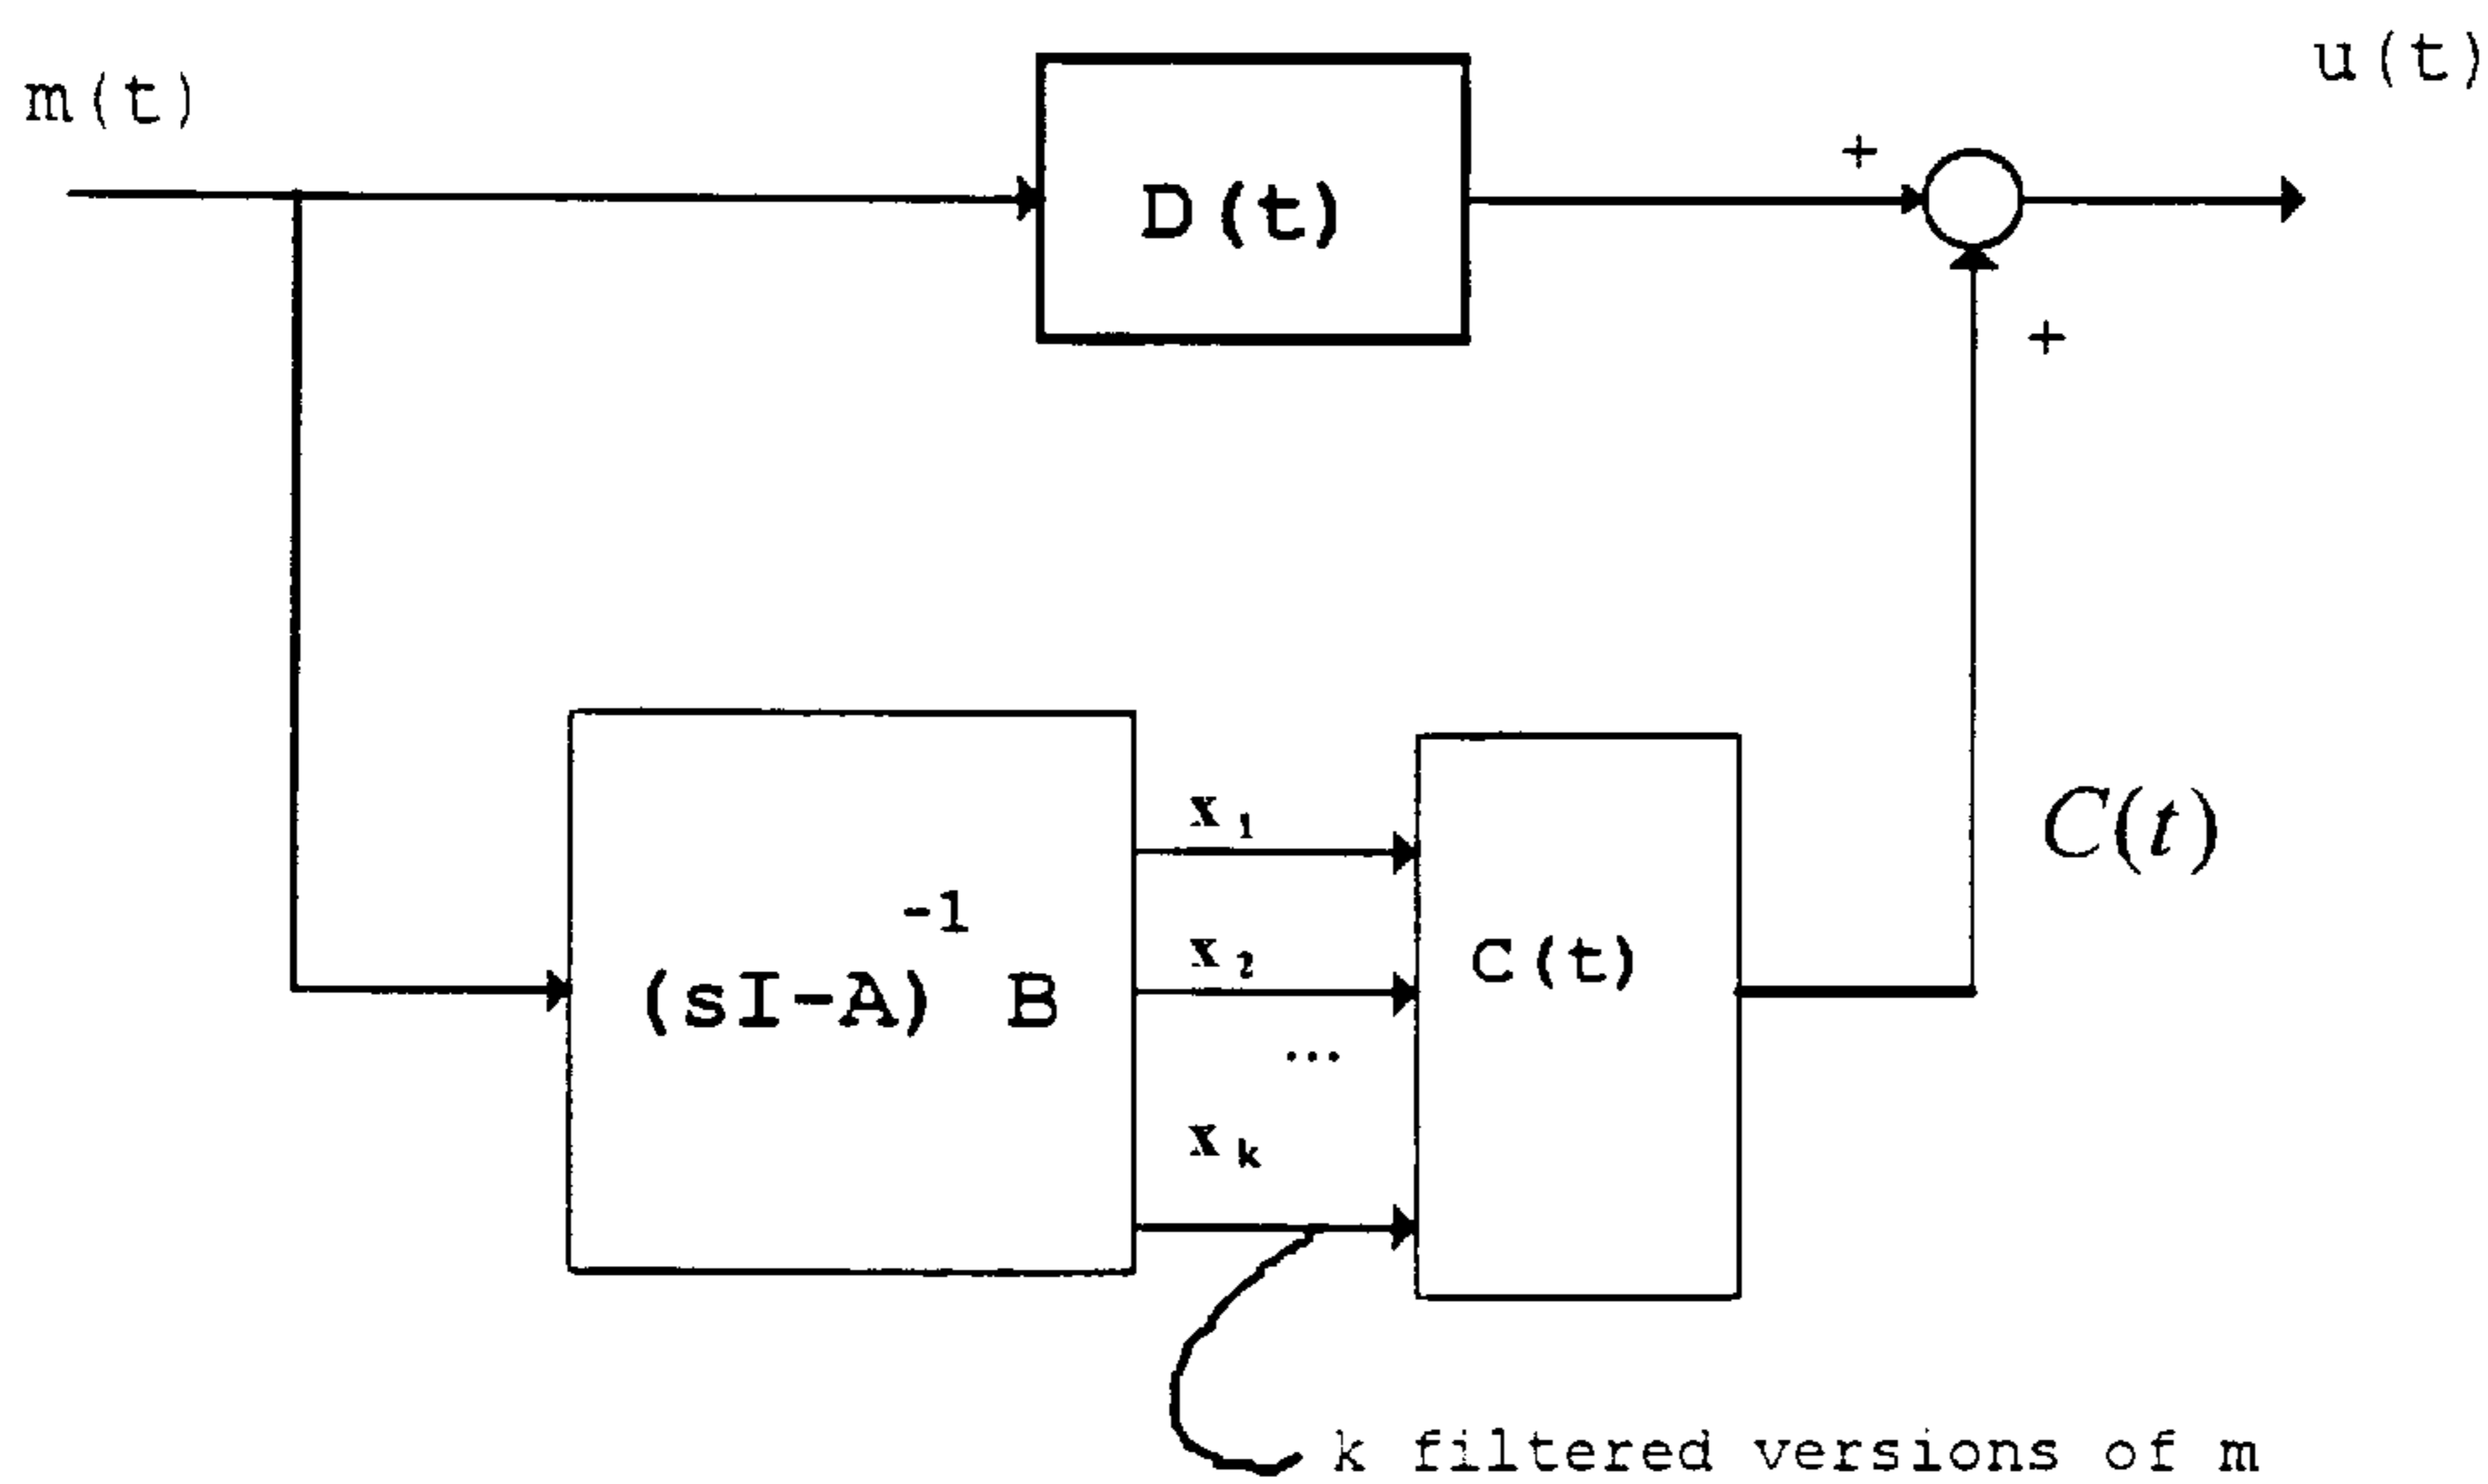 m(t)
u(t)
+
D(t)
+
x1
C(t)
-1
(sI-A) B
x2
C(t)
...
xk
k filtered versions of m